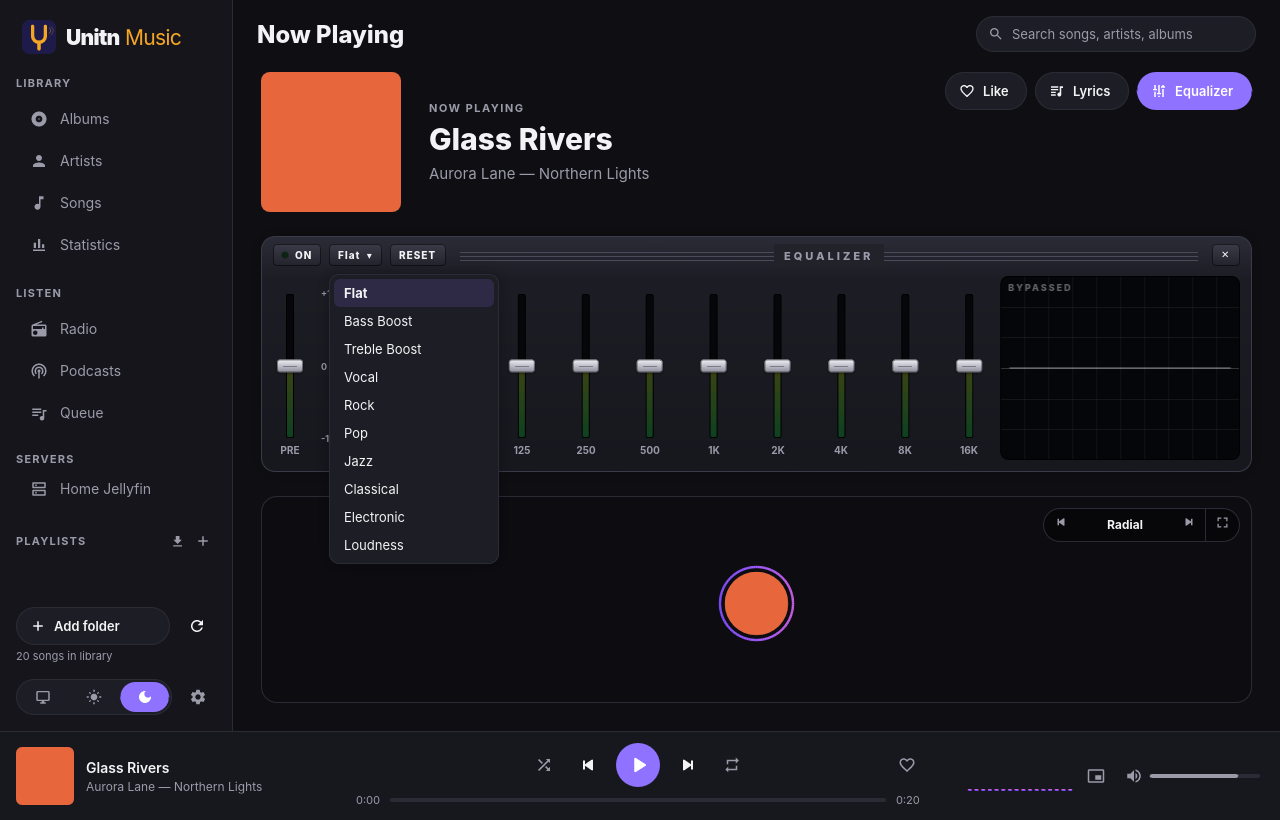 Unitn Music
LIBRARY
Albums
Artists
Songs
Statistics
LISTEN
Radio
Podcasts
Queue
SERVERS
Home Jellyfin
PLAYLISTS
Add folder
20 songs in library
Now Playing
Search songs, artists, albums
NOW PLAYING
Glass Rivers
Aurora Lane — Northern Lights
Like
Lyrics
Equalizer
ON
Flat
RESET
EQUALIZER
Flat
Bass Boost
Treble Boost
Vocal
Rock
Pop
Jazz
Classical
Electronic
Loudness
0
PRE
125
250
500
1K
2K
4K
8K
16K
BYPASSED
Radial
Glass Rivers
Aurora Lane — Northern Lights
0:00
0:20